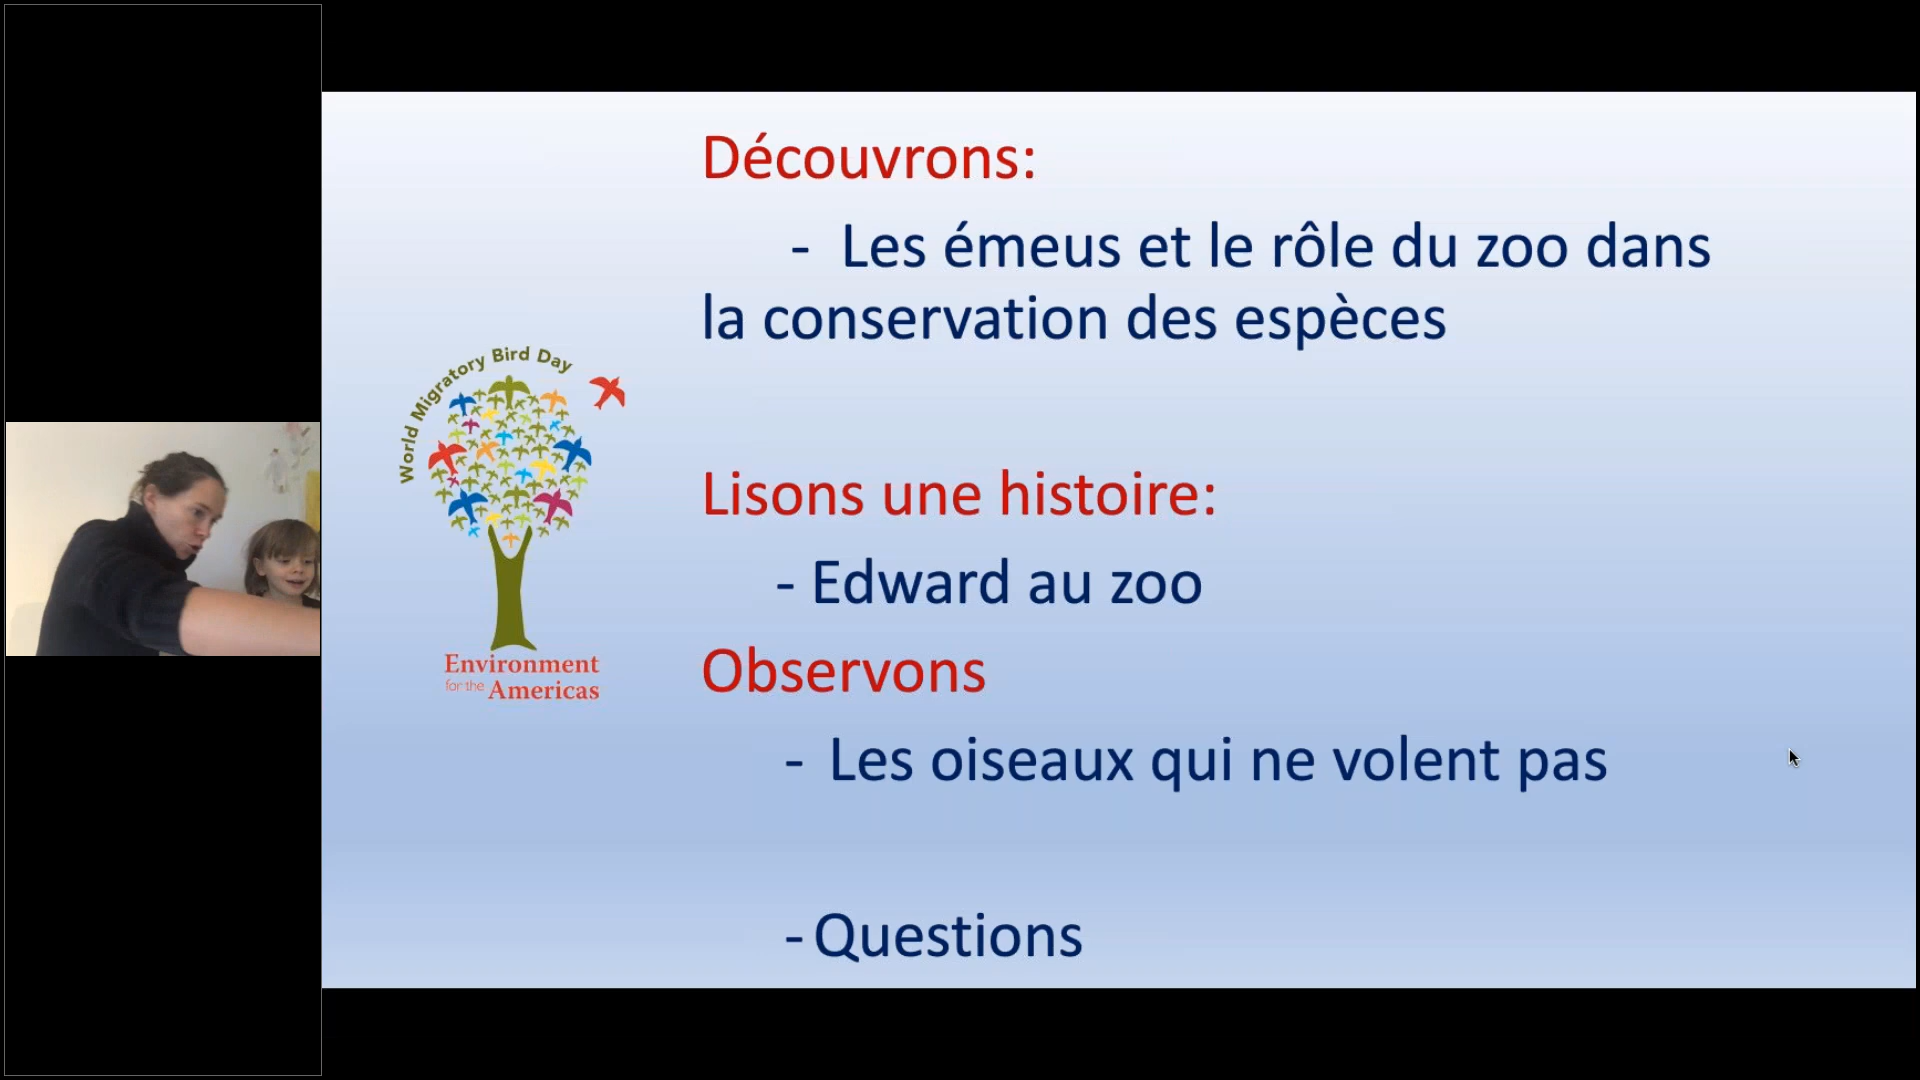 Découvrons:
- Les émeus et le rôle du zoo dans
la conservation des espèces
World Migratory Bird Day
Environment
for the Americas
Lisons une histoire:
- Edward au zoo
Observons
- Les oiseaux qui ne volent pas
- Questions